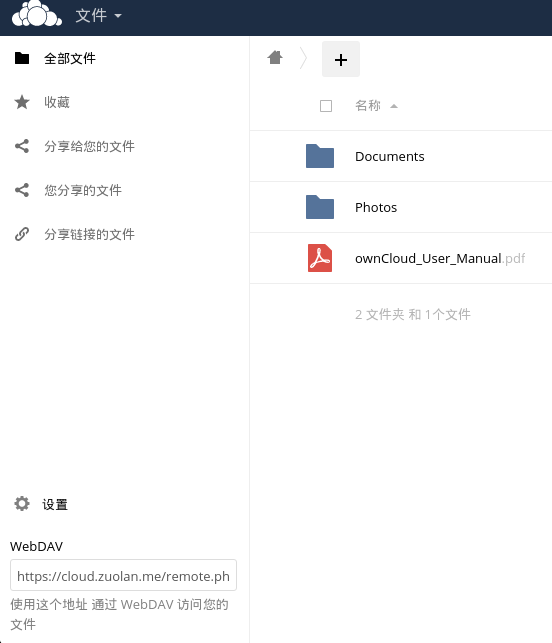 文件
全部文件
收藏
分享给您的文件
您分享的文件
分享链接的文件
设置
WebDAV
https://cloud.zuolan.me/remote.ph
使用这个地址 通过 WebDAV 访问您的
文件
名称
Documents
Photos
ownCloud_User_Manual.pdf
2 文件夹 和 1个文件